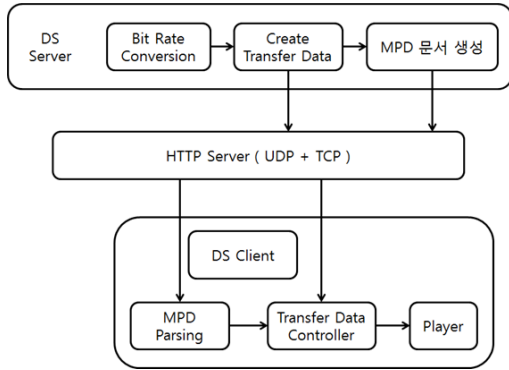 DS
Server
Bit Rate
Conversion
Create
Transfer Data
MPD 문서 생성
HTTP Server ( UDP + TCP )
DS Client
MPD
Parsing
Transfer Data
Controller
Player